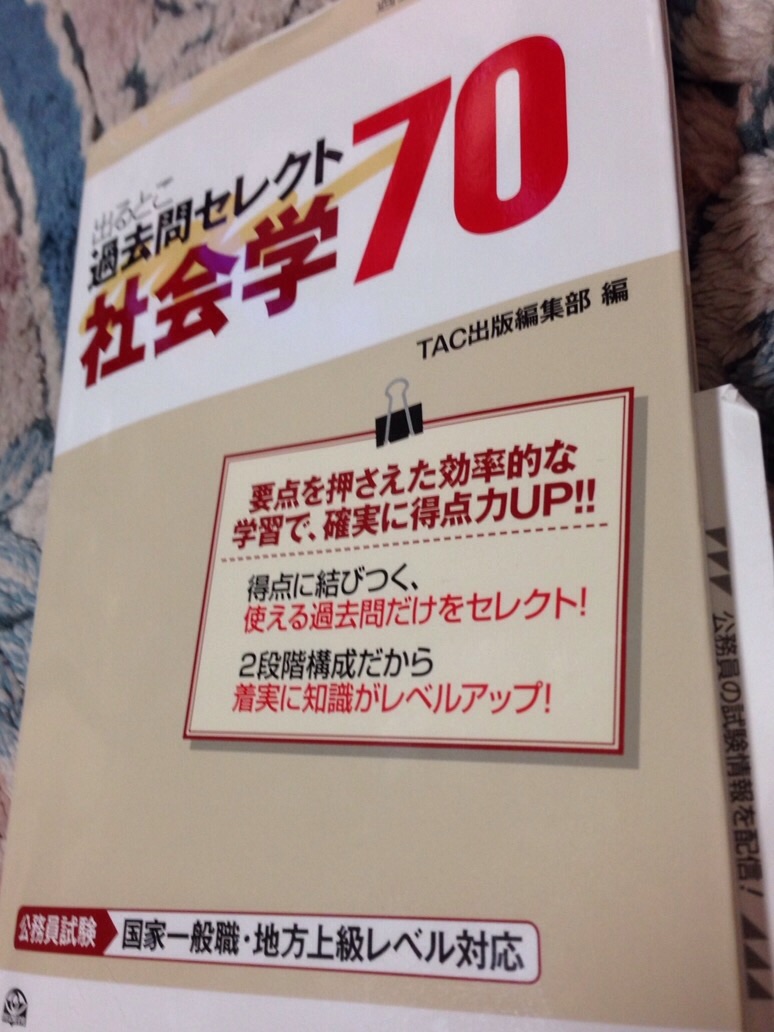 出るとこ
過去問セレクト
社会学70
TAC出版編集部 編
要点を押さえた効率的な
学習で、確実に得点力UP!!
得点に結びつく、
使える過去問だけをセレクト!
2段階構成だから
着実に知識がレベルアップ!
公務員試験 国家一般職・地方上級レベル対応
公務員の試験情報を配信!